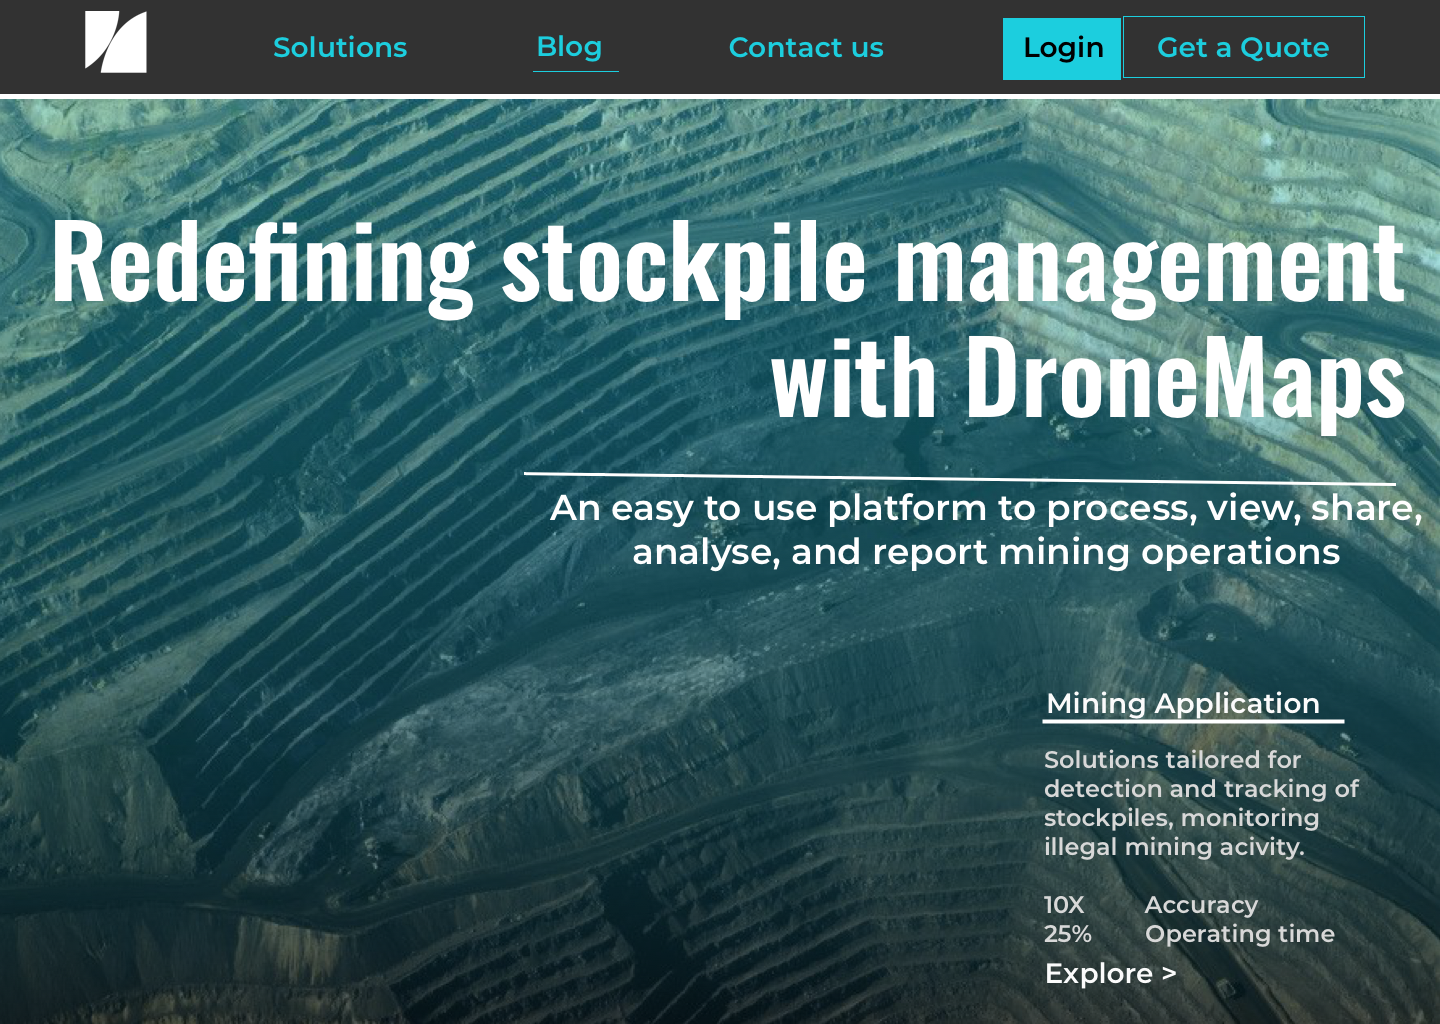 Solutions
Blog
Contact us
Login
Get a Quote
Redefining stockpile management
with DroneMaps
An easy to use platform to process, view, share,
analyse, and report mining operations
Mining Application
Solutions tailored for
detection and tracking of
stockpiles, monitoring
illegal mining acivity.
10X Accuracy
25% Operating time
Explore >